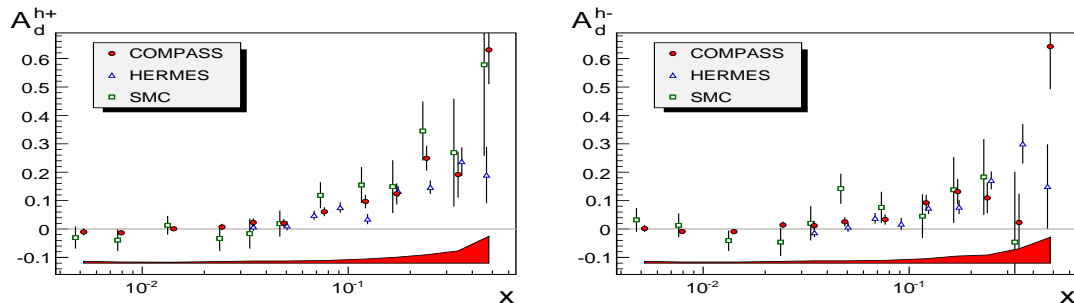 A_d^{h+}
0.6
0.5
0.4
0.3
0.2
0.1
0
-0.1
COMPASS
HERMES
SMC
10^{-2}
10^{-1}
x
A_d^{h-}
0.6
0.5
0.4
0.3
0.2
0.1
0
-0.1
COMPASS
HERMES
SMC
10^{-2}
10^{-1}
x